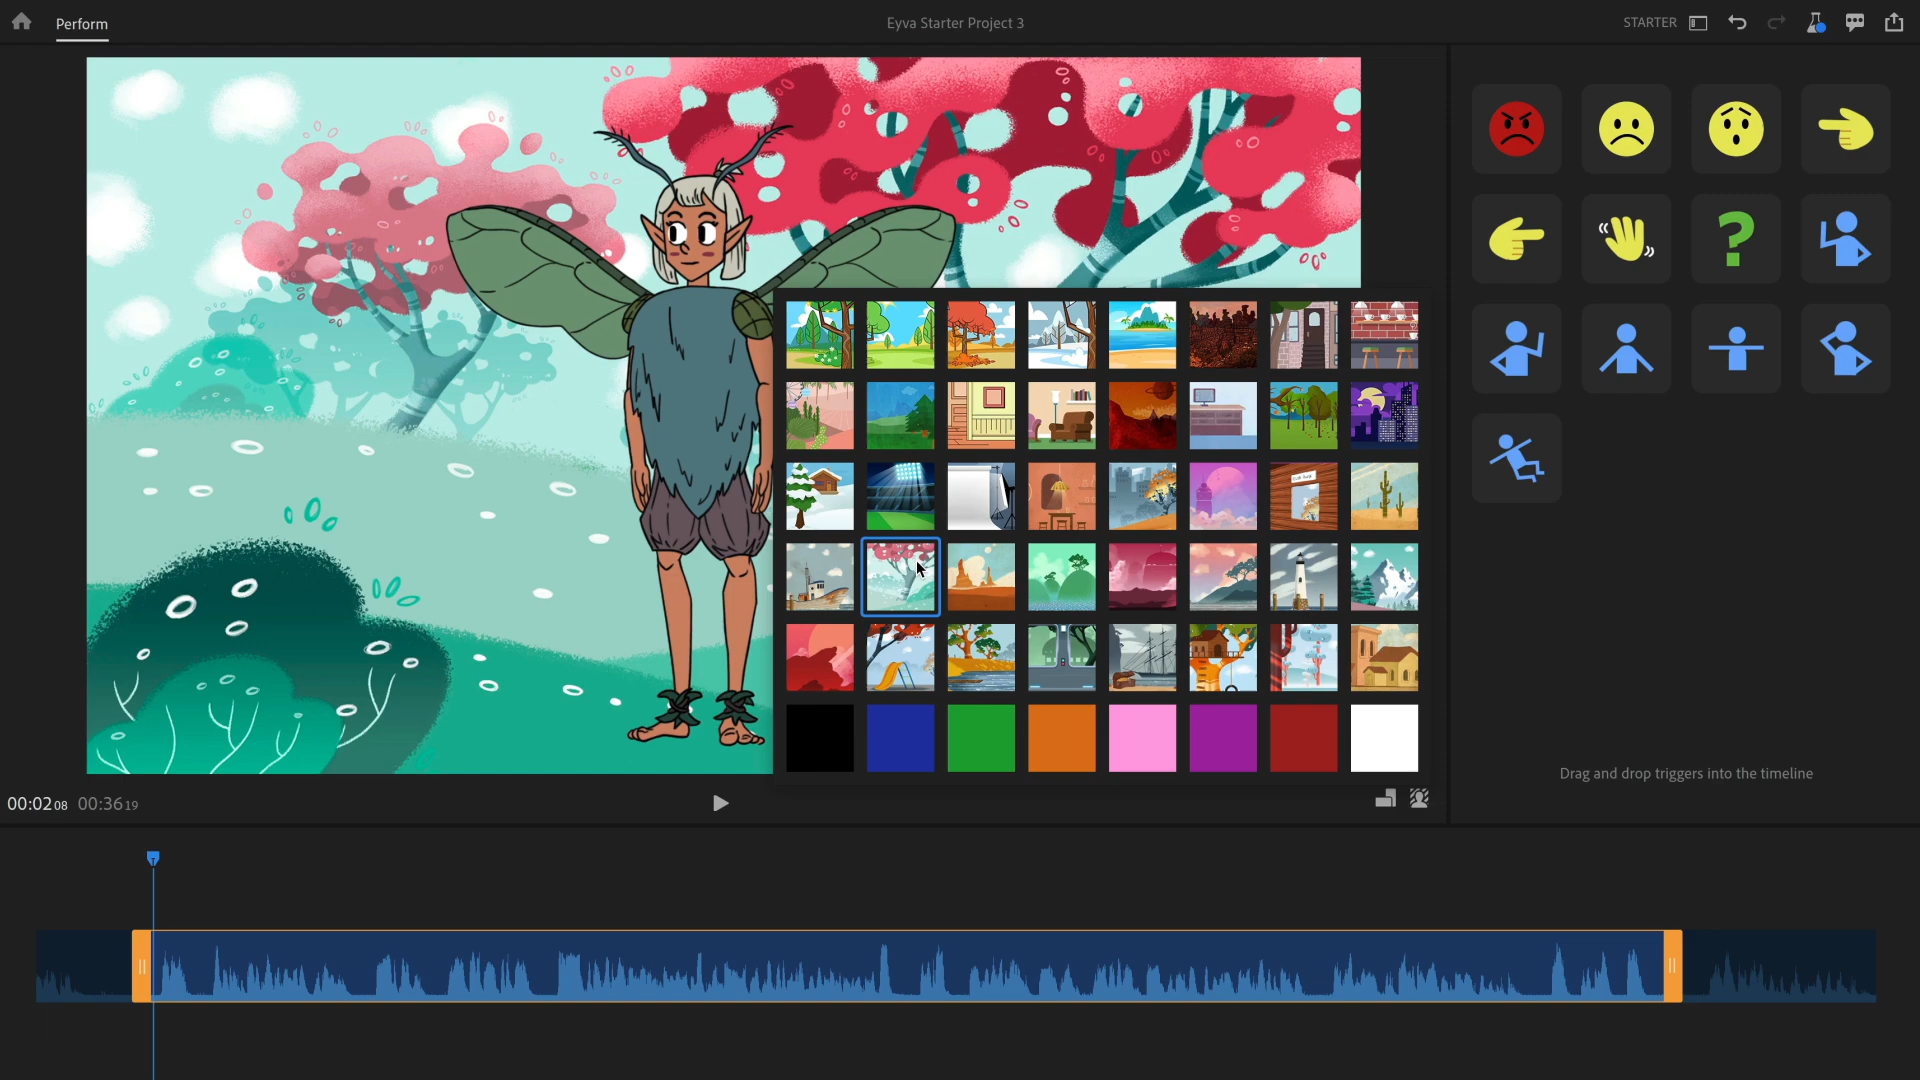 Perform
Eyva Starter Project 3
STARTER
Drag and drop triggers into the timeline
00:02 08 00:36 19